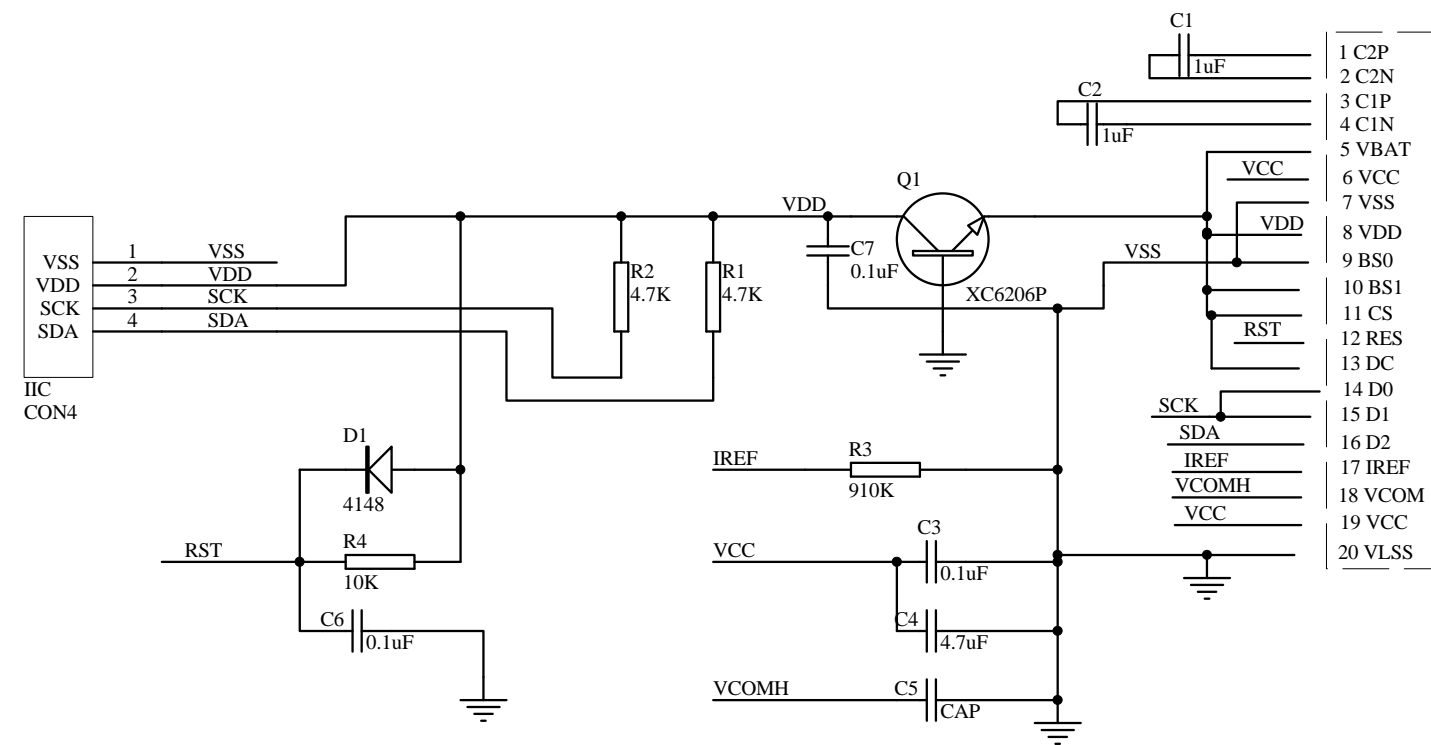 C1
1uF
C2
1uF
1 C2P
2 C2N
3 C1P
4 C1N
5 VBAT
VCC
6 VCC
7 VSS
VDD
8 VDD
9 BS0
10 BS1
11 CS
RST
12 RES
13 DC
14 D0
SCK
15 D1
SDA
16 D2
IREF
17 IREF
VCOMH
18 VCOM
VCC
19 VCC
20 VLSS
Q1
VDD
XC6206P
VSS
C7
0.1uF
R2
4.7K
R1
4.7K
VSS
1
VSS
VDD
2
VDD
SCK
3
SCK
SDA
4
SDA
IIC
CON4
D1
4148
RST
R4
10K
C6
0.1uF
IREF
R3
910K
VCC
C3
0.1uF
C4
4.7uF
VCOMH
C5
CAP